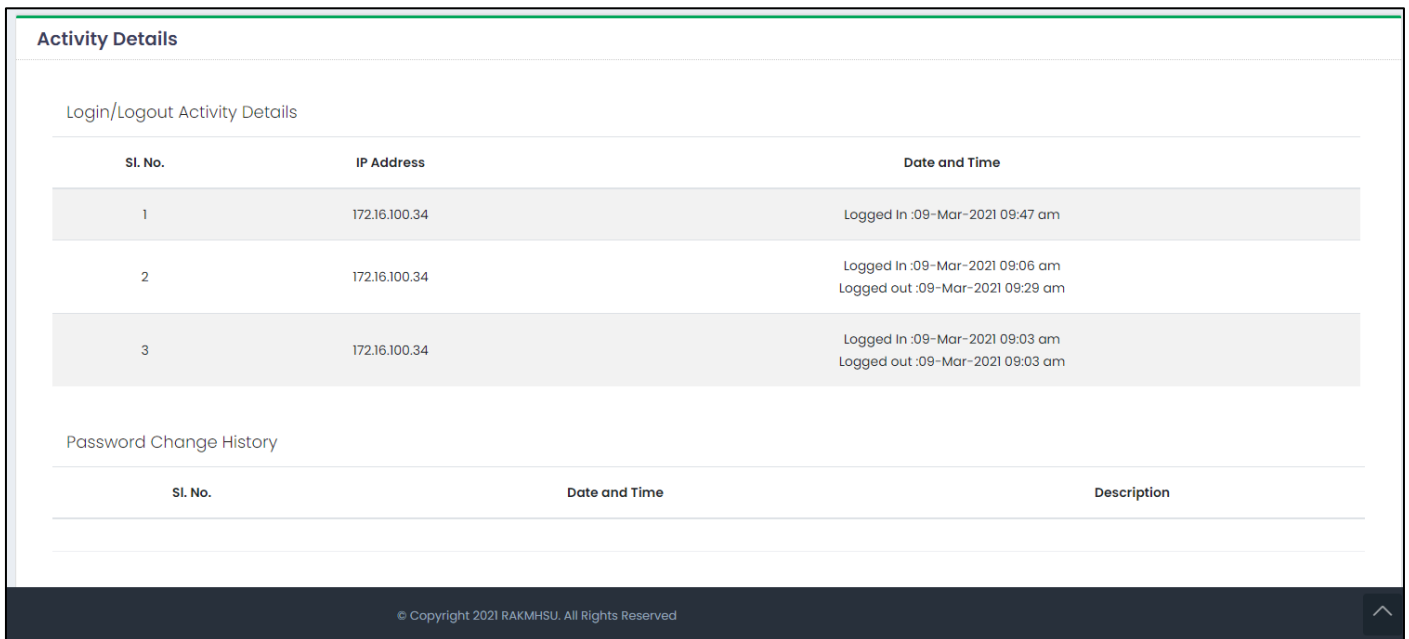 Activity Details
Login/Logout Activity Details
Sl. No. IP Address Date and Time
1 172.16.100.34 Logged In :09-Mar-2021 09:47 am
2 172.16.100.34 Logged In :09-Mar-2021 09:06 am
Logged out :09-Mar-2021 09:29 am
3 172.16.100.34 Logged In :09-Mar-2021 09:03 am
Logged out :09-Mar-2021 09:03 am
Password Change History
Sl. No. Date and Time Description
© Copyright 2021 RAKMHSU. All Rights Reserved